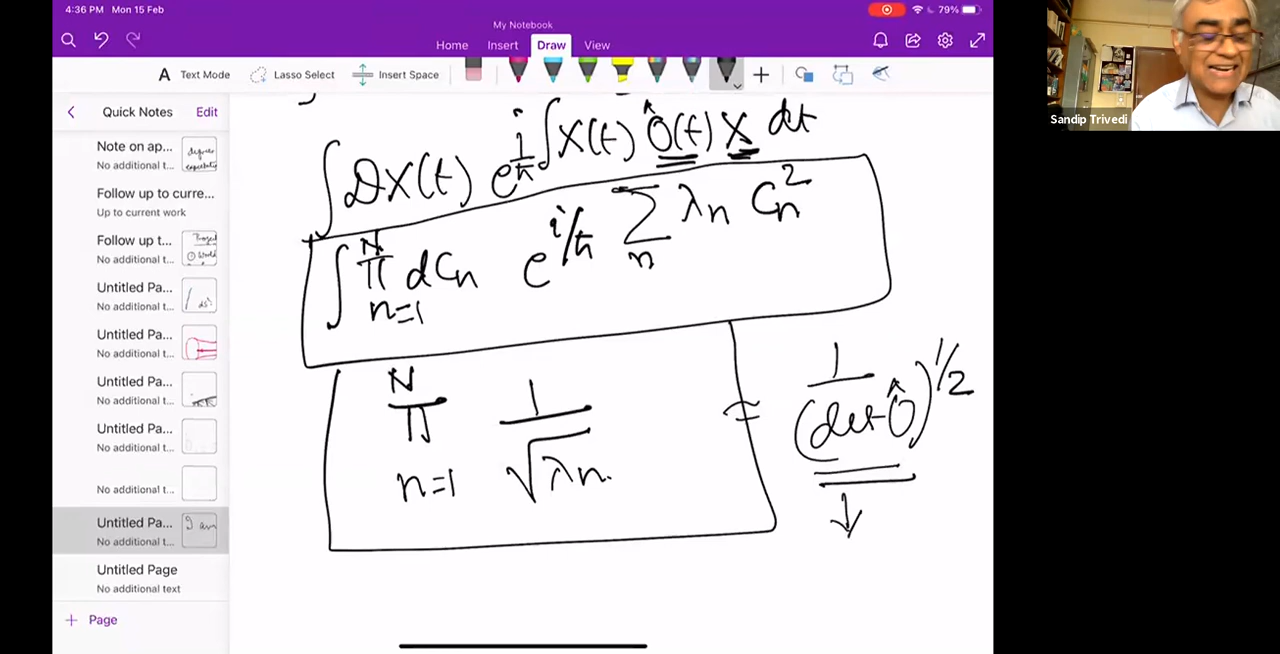 4:36 PM Mon 15 Feb
79%
My Notebook
Home Insert Draw View
Text Mode Lasso Select Insert Space
Quick Notes Edit
Note on ap...
No additional t...
Follow up to curre...
Up to current work
Follow up t...
No additional t...
Untitled Pa...
No additional t...
Untitled Pa...
No additional t...
Untitled Pa...
No additional t...
Untitled Pa...
No additional t...
No additional t...
Untitled Pa...
No additional t...
Untitled Page
No additional text
+ Page
∫ DX(t) e^{i/ħ ∫ X(t) Ô(t) X dt}
∫ ∏_{n=1}^{N} dC_n e^{i/ħ ∑_n λ_n C_n^2}
∏_{n=1}^{N} 1/√λ_n. ≈ 1/(det Ô)^{1/2}
↓
Sandip Trivedi